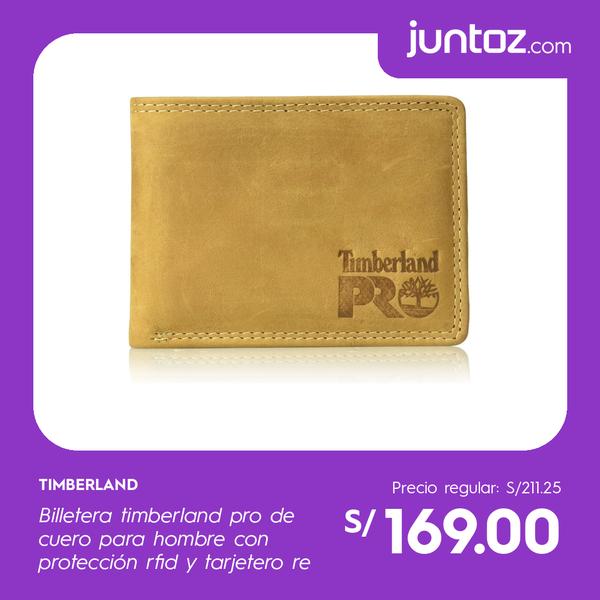 juntoz.com
Timberland
PRO
TIMBERLAND
Billetera timberland pro de
cuero para hombre con
protección rfid y tarjetero re
Precio regular: S/211.25
S/169.00